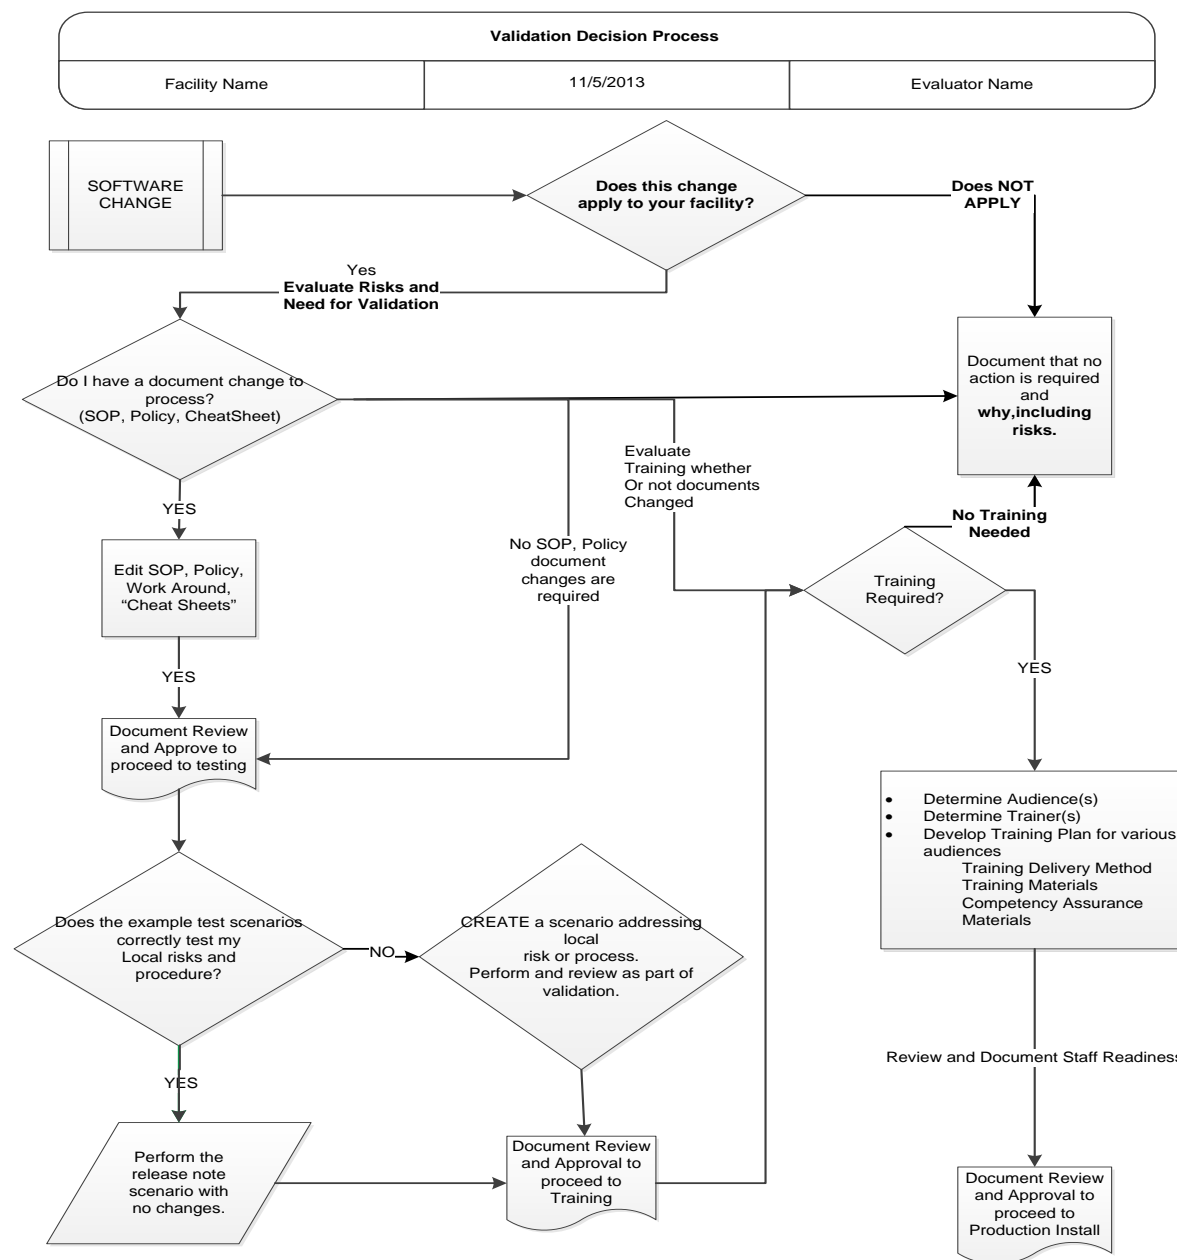 Validation Decision Process
Facility Name
11/5/2013
Evaluator Name
SOFTWARE
CHANGE
Does this change
apply to your facility?
Does NOT
APPLY
Yes
Evaluate Risks and
Need for Validation
Do I have a document change to
process?
(SOP, Policy, CheatSheet)
Document that no
action is required
and
why,including
risks.
Evaluate
Training whether
Or not documents
Changed
YES
No SOP, Policy
document
changes are
required
No Training
Needed
Edit SOP, Policy,
Work Around,
“Cheat Sheets”
Training
Required?
YES
YES
Document Review
and Approve to
proceed to testing
• Determine Audience(s)
• Determine Trainer(s)
• Develop Training Plan for various
audiences
Training Delivery Method
Training Materials
Competency Assurance
Materials
Does the example test scenarios
correctly test my
Local risks and
procedure?
NO
CREATE a scenario addressing
local
risk or process.
Perform and review as part of
validation.
Review and Document Staff Readiness
YES
Perform the
release note
scenario with
no changes.
Document Review
and Approval to
proceed to
Training
Document Review
and Approval to
proceed to
Production Install